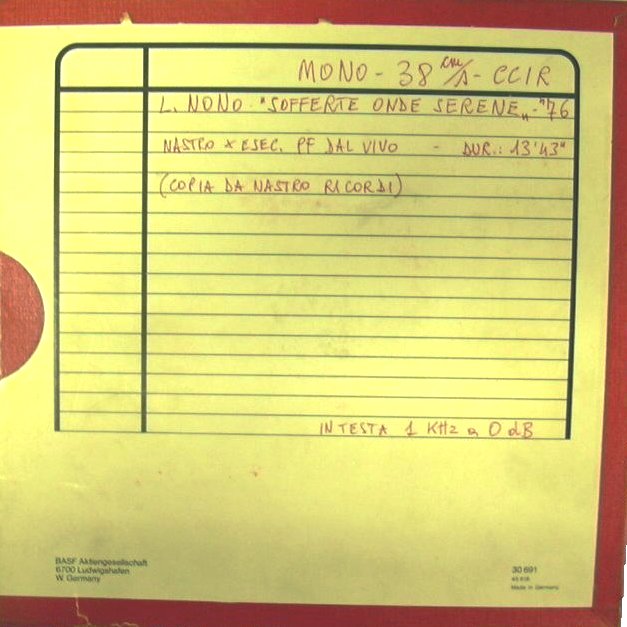 MONO - 38 cm/s - CCIR
L. NONO "SOFFERTE ONDE SERENE„ - "76
NASTRO X ESEC. PF DAL VIVO - DUR.: 13'43"
(COPIA DA NASTRO RICORDI)
IN TESTA 1 KHz a 0 dB
BASF Aktiengesellschaft
6700 Ludwigshafen
W. Germany
30 691
Made in Germany